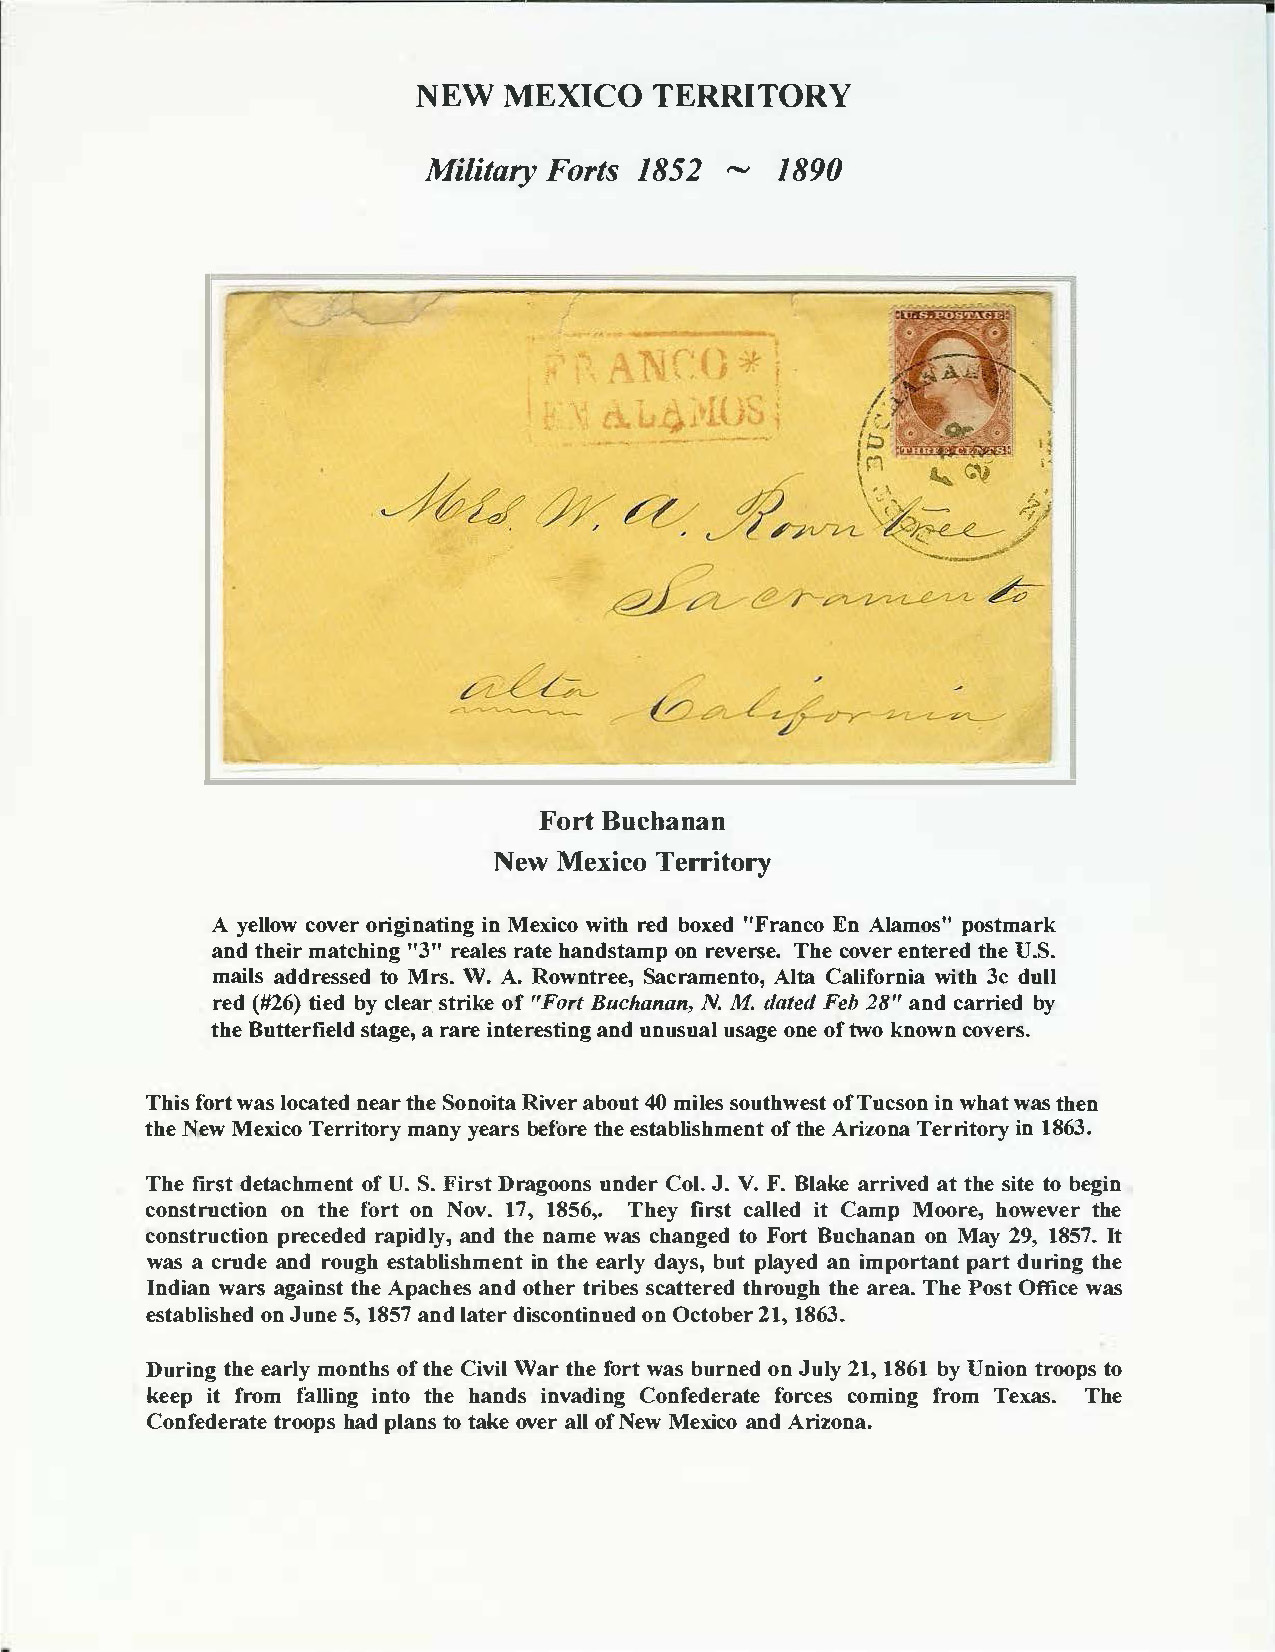 NEW MEXICO TERRITORY
Military Forts 1852 ~ 1890
U.S. POSTAGE
FRANCO *
EN ALAMOS
THREE CENTS
FORT BUCHANAN N. M.
FEB
28
Mrs. W. A. Rowntree
Sacramento
alta California
Fort Buchanan
New Mexico Territory
A yellow cover originating in Mexico with red boxed "Franco En Alamos" postmark
and their matching "3" reales rate handstamp on reverse. The cover entered the U.S.
mails addressed to Mrs. W. A. Rowntree, Sacramento, Alta California with 3c dull
red (#26) tied by clear strike of "Fort Buchanan, N. M. dated Feb 28" and carried by
the Butterfield stage, a rare interesting and unusual usage one of two known covers.
This fort was located near the Sonoita River about 40 miles southwest of Tucson in what was then
the New Mexico Territory many years before the establishment of the Arizona Territory in 1863.
The first detachment of U. S. First Dragoons under Col. J. V. F. Blake arrived at the site to begin
construction on the fort on Nov. 17, 1856,. They first called it Camp Moore, however the
construction preceded rapidly, and the name was changed to Fort Buchanan on May 29, 1857. It
was a crude and rough establishment in the early days, but played an important part during the
Indian wars against the Apaches and other tribes scattered through the area. The Post Office was
established on June 5, 1857 and later discontinued on October 21, 1863.
During the early months of the Civil War the fort was burned on July 21, 1861 by Union troops to
keep it from falling into the hands invading Confederate forces coming from Texas. The
Confederate troops had plans to take over all of New Mexico and Arizona.